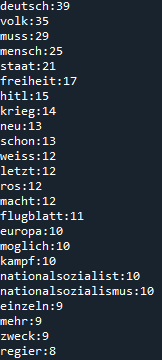 deutsch:39
volk:35
muss:29
mensch:25
staat:21
freiheit:17
hitl:15
krieg:14
neu:13
schon:13
weiss:12
letzt:12
ros:12
macht:12
flugblatt:11
europa:10
moglich:10
kampf:10
nationalsozialist:10
nationalsozialismus:10
einzeln:9
mehr:9
zweck:9
regier:8